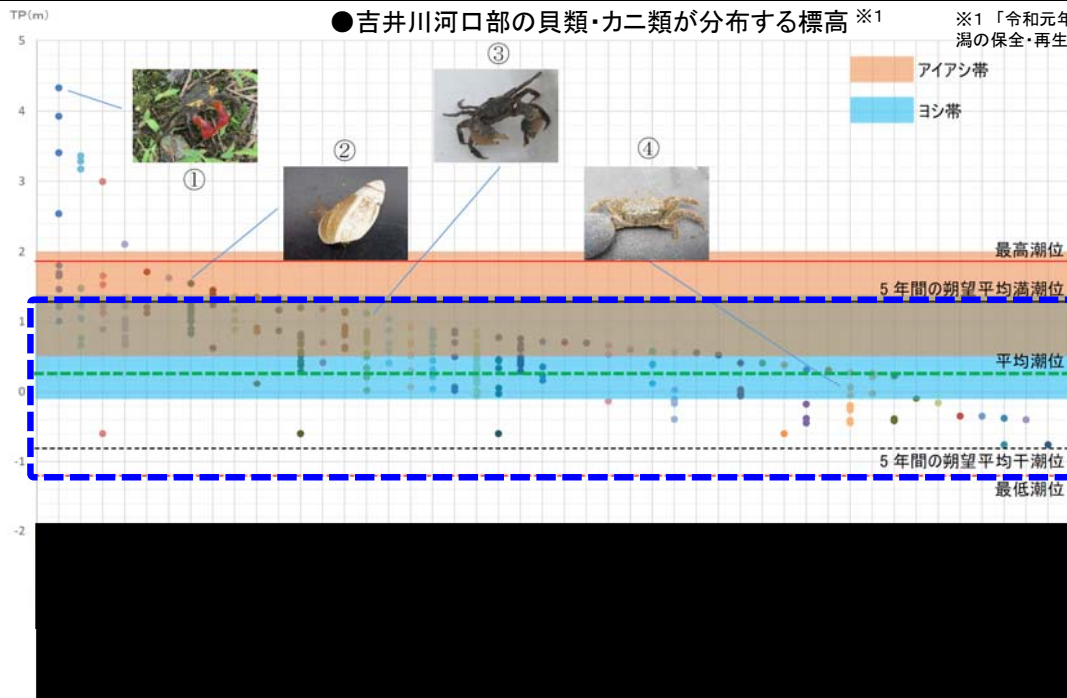 TP(m)
●吉井川河口部の貝類・カニ類が分布する標高 ※1
※1 「令和元年
潟の保全・再生
5
4
3
2
1
0
-1
-2
アイアシ帯
ヨシ帯
①
②
③
④
最高潮位
5年間の朔望平均満潮位
平均潮位
5年間の朔望平均干潮位
最低潮位